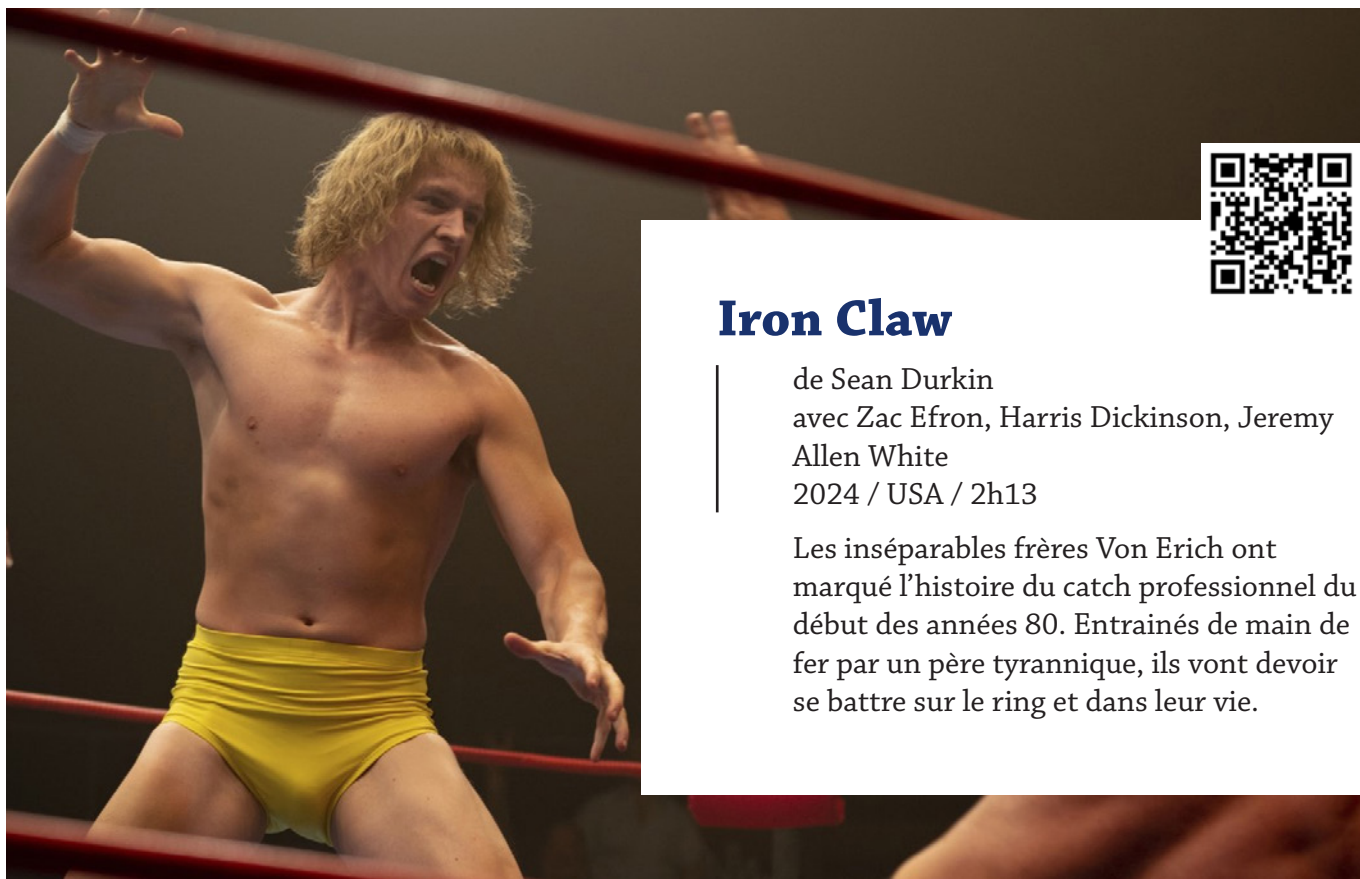 Iron Claw
de Sean Durkin
avec Zac Efron, Harris Dickinson, Jeremy
Allen White
2024 / USA / 2h13
Les inséparables frères Von Erich ont
marqué l’histoire du catch professionnel du
début des années 80. Entrainés de main de
fer par un père tyrannique, ils vont devoir
se battre sur le ring et dans leur vie.